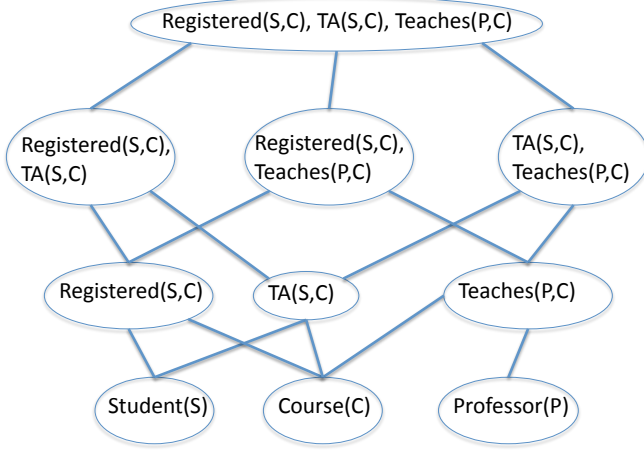 Registered(S,C), TA(S,C), Teaches(P,C)
Registered(S,C),
TA(S,C)
Registered(S,C),
Teaches(P,C)
TA(S,C),
Teaches(P,C)
Registered(S,C)
TA(S,C)
Teaches(P,C)
Student(S)
Course(C)
Professor(P)